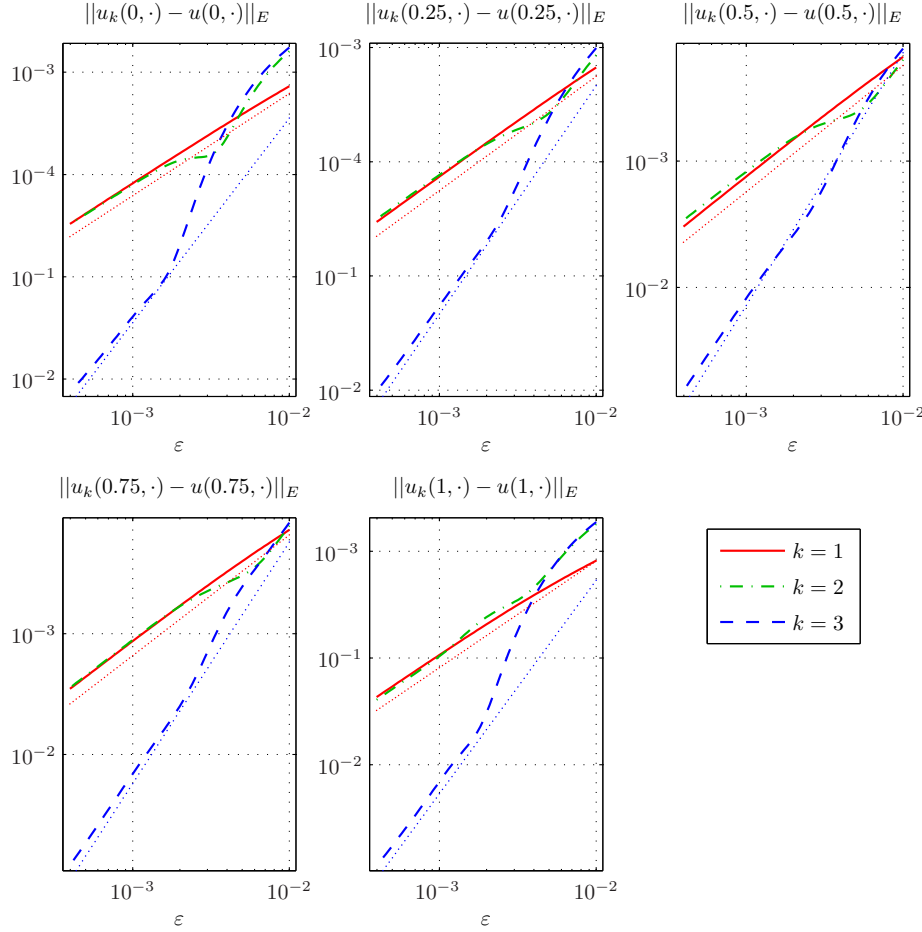 ||u_k(0, ·) − u(0, ·)||_E
10^{-3}
10^{-4}
10^{-1}
10^{-2}
10^{-3} 10^{-2}
ε
||u_k(0.25, ·) − u(0.25, ·)||_E
10^{-3}
10^{-4}
10^{-1}
10^{-2}
10^{-3} 10^{-2}
ε
||u_k(0.5, ·) − u(0.5, ·)||_E
10^{-3}
10^{-2}
10^{-3} 10^{-2}
ε
||u_k(0.75, ·) − u(0.75, ·)||_E
10^{-3}
10^{-2}
10^{-3} 10^{-2}
ε
||u_k(1, ·) − u(1, ·)||_E
10^{-3}
10^{-1}
10^{-2}
10^{-3} 10^{-2}
ε
k = 1
k = 2
k = 3